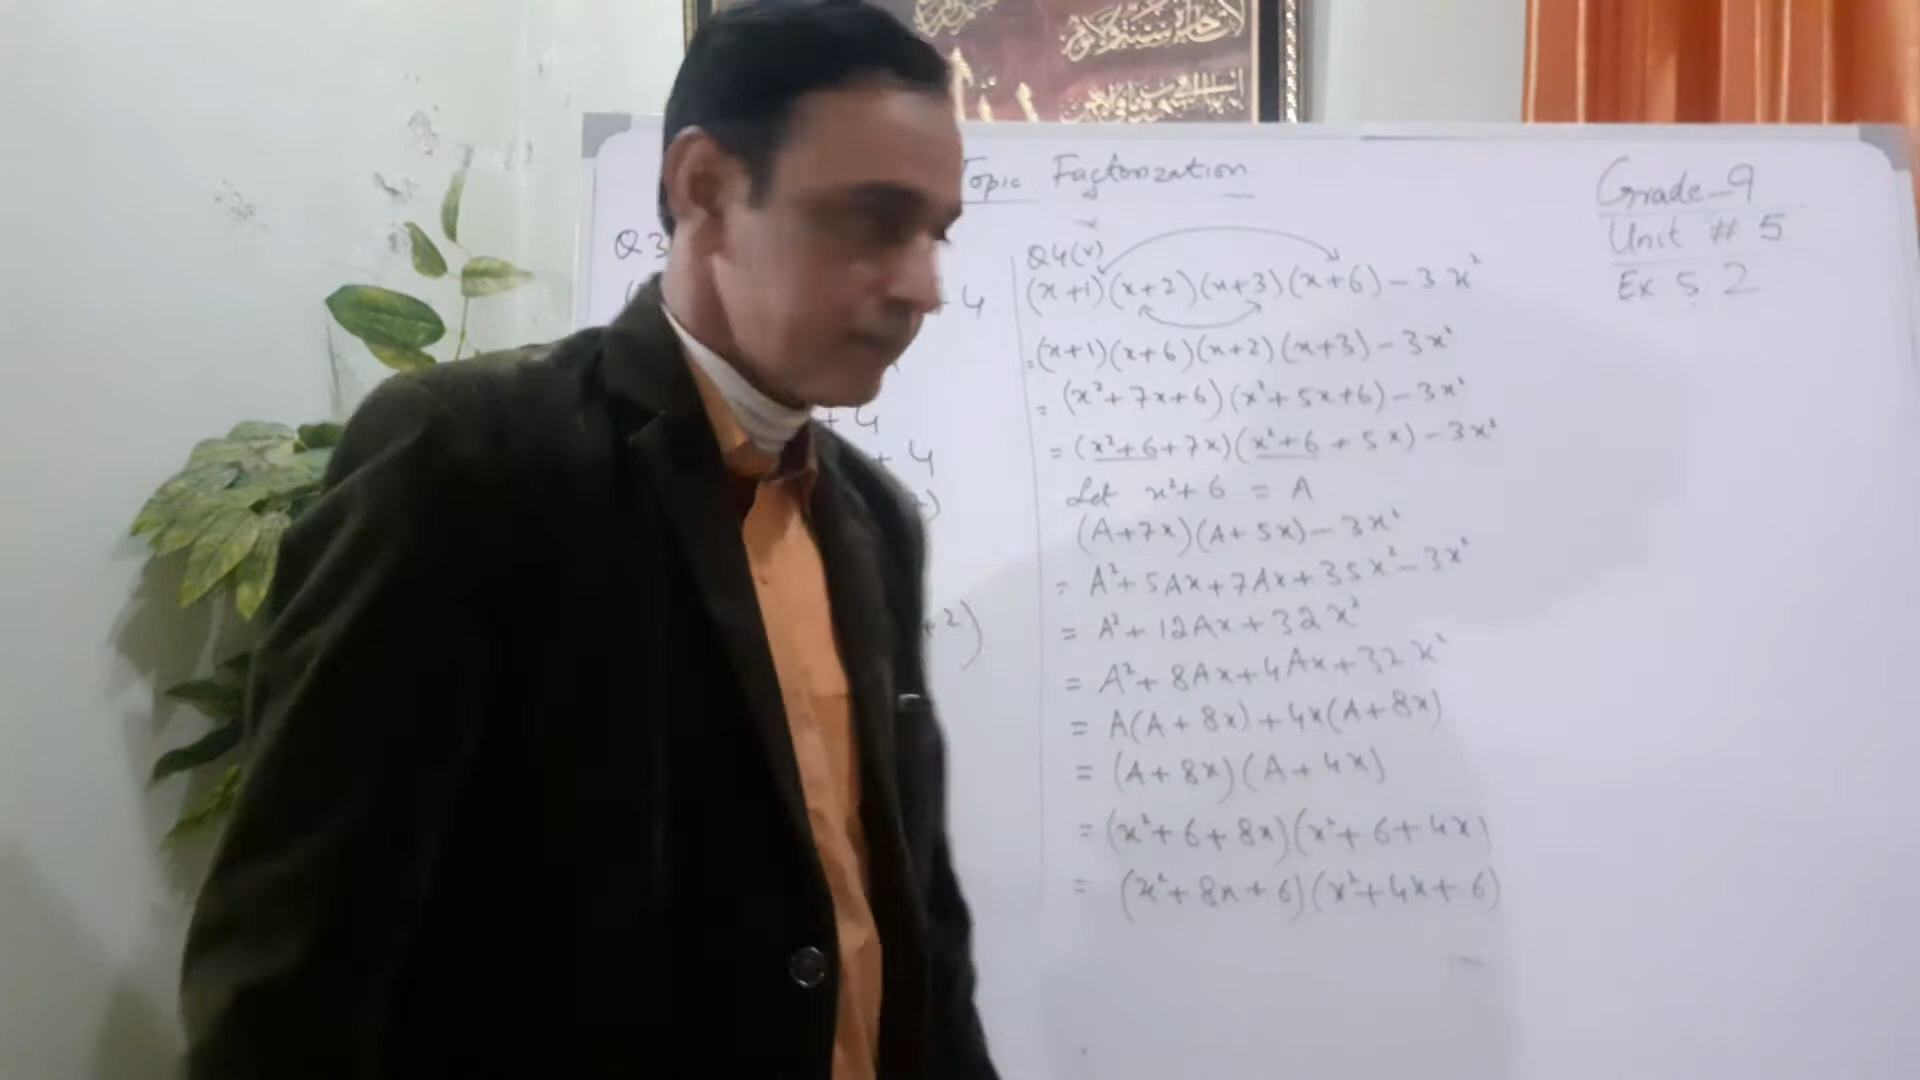 Topic Factorization
Grade-9
Unit # 5
Ex 5.2
Q3
+ 4
+ 4
+ 4
+2)
Q4(v)
(x+1)(x+2)(x+3)(x+6) - 3x²
=(x+1)(x+6)(x+2)(x+3) - 3x²
= (x²+7x+6)(x²+5x+6) - 3x²
= (x²+6+7x)(x²+6+5x) - 3x²
Let x²+6 = A
(A+7x)(A+5x) - 3x²
= A²+5Ax+7Ax+35x²-3x²
= A²+12Ax+32x²
= A²+8Ax+4Ax+32x²
= A(A+8x)+4x(A+8x)
= (A+8x)(A+4x)
= (x²+6+8x)(x²+6+4x)
= (x²+8x+6)(x²+4x+6)